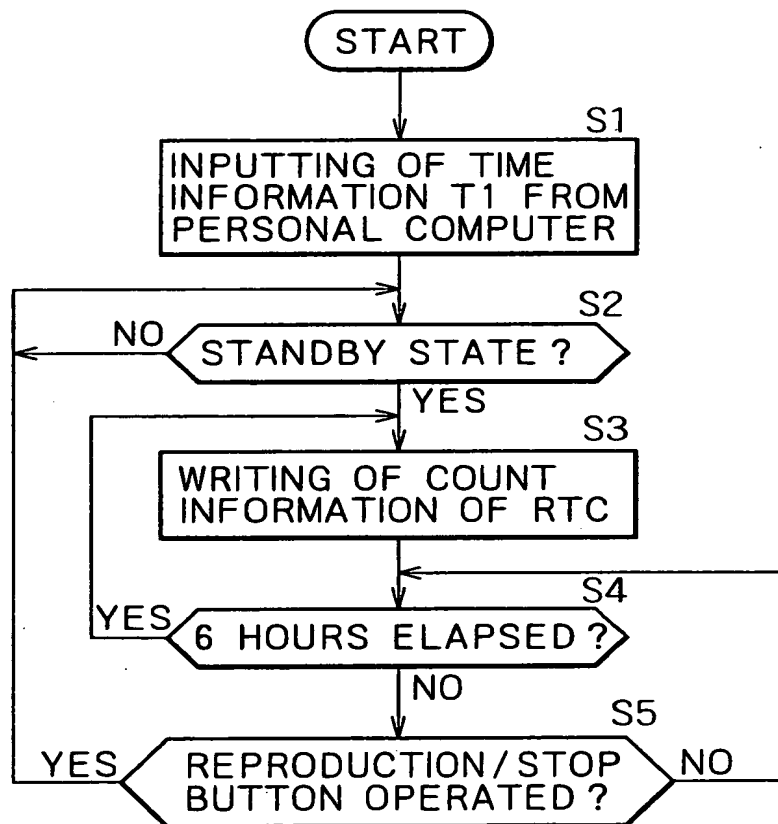 START
S1
INPUTTING OF TIME
INFORMATION T1 FROM
PERSONAL COMPUTER
S2
NO
STANDBY STATE ?
YES
S3
WRITING OF COUNT
INFORMATION OF RTC
S4
YES
6 HOURS ELAPSED ?
NO
S5
YES
REPRODUCTION/STOP
BUTTON OPERATED ?
NO